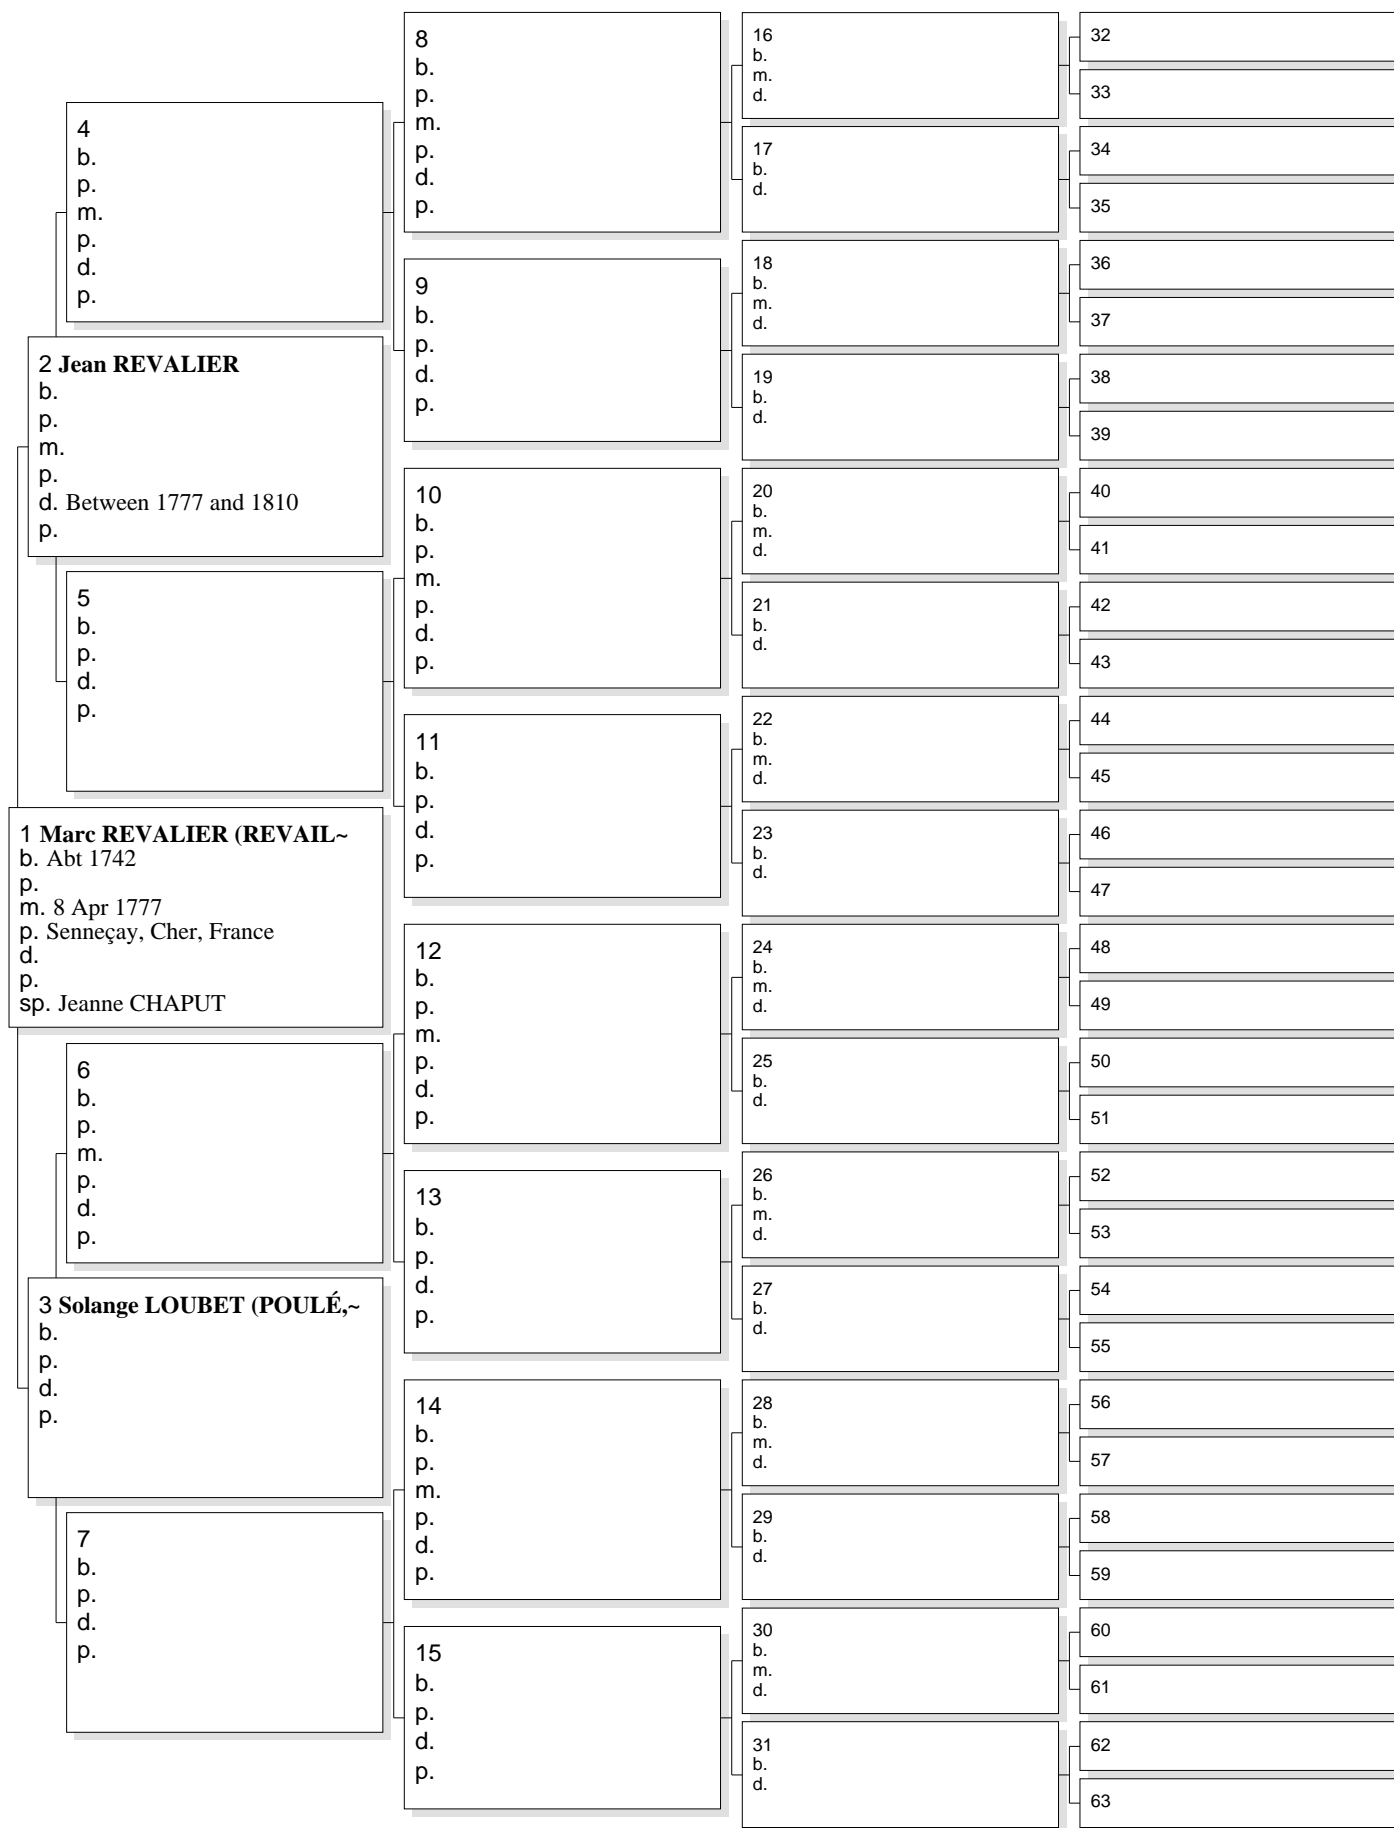 8
b.
p.
m.
p.
d.
p.
16
b.
m.
d.
32
33
4
b.
p.
m.
p.
d.
p.
17
b.
d.
34
35
9
b.
p.
d.
p.
18
b.
m.
d.
36
37
2 Jean REVALIER
b.
p.
m.
p.
d. Between 1777 and 1810
p.
19
b.
d.
38
39
10
b.
p.
m.
p.
d.
p.
20
b.
m.
d.
40
41
5
b.
p.
d.
p.
21
b.
d.
42
43
11
b.
p.
d.
p.
22
b.
m.
d.
44
45
1 Marc REVALIER (REVAIL~
b. Abt 1742
p.
m. 8 Apr 1777
p. Senneçay, Cher, France
d.
p.
sp. Jeanne CHAPUT
23
b.
d.
46
47
12
b.
p.
m.
p.
d.
p.
24
b.
m.
d.
48
49
6
b.
p.
m.
p.
d.
p.
25
b.
d.
50
51
13
b.
p.
d.
p.
26
b.
m.
d.
52
53
3 Solange LOUBET (POULÉ,~
b.
p.
d.
p.
27
b.
d.
54
55
14
b.
p.
m.
p.
d.
p.
28
b.
m.
d.
56
57
7
b.
p.
d.
p.
29
b.
d.
58
59
15
b.
p.
d.
p.
30
b.
m.
d.
60
61
31
b.
d.
62
63